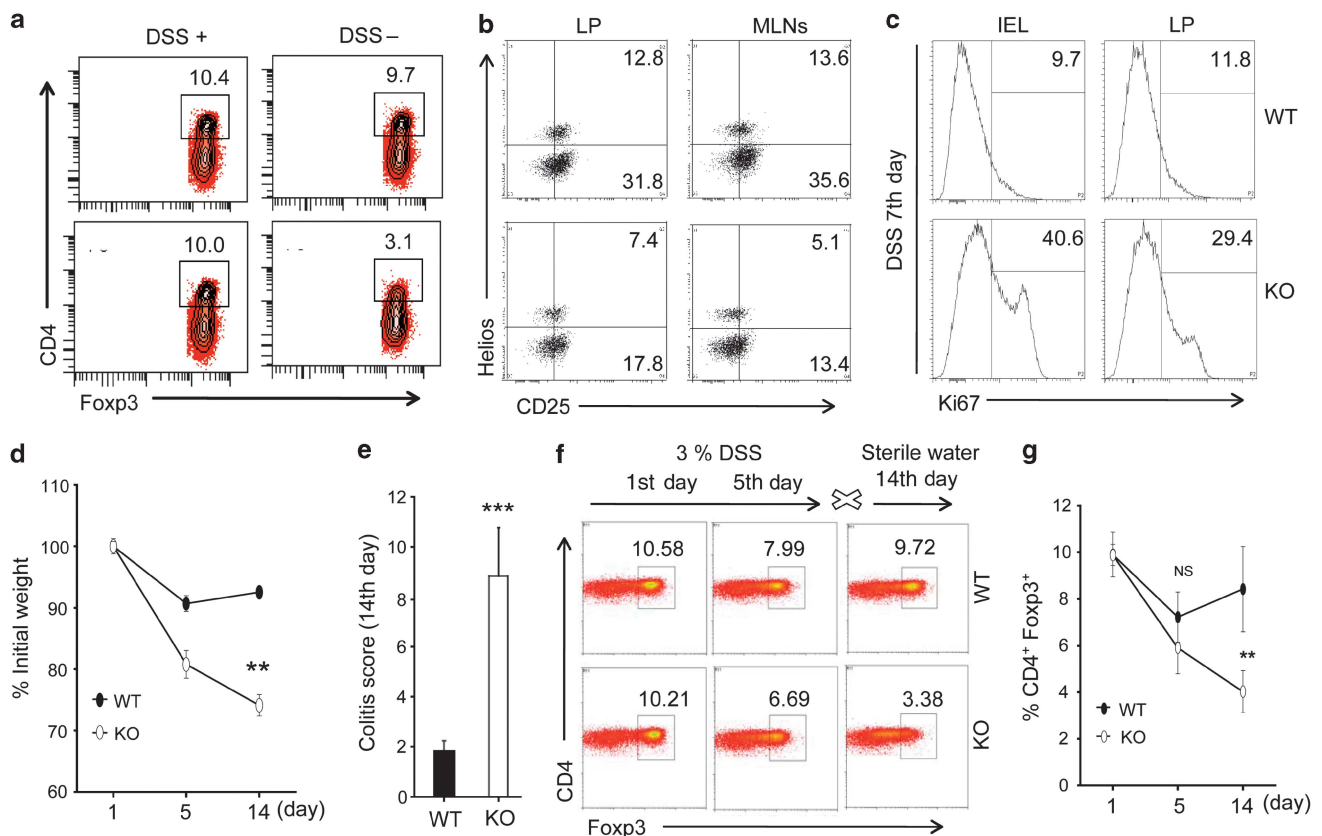 a
DSS +
DSS –
10.4
9.7
10.0
3.1
CD4
Foxp3
b
LP
MLNs
12.8
13.6
31.8
35.6
7.4
5.1
17.8
13.4
Helios
CD25
c
IEL
LP
9.7
11.8
WT
40.6
29.4
KO
DSS 7th day
Ki67
d
% Initial weight
110
100
90
80
70
60
**
WT
KO
1
5
14
(day)
e
Colitis score (14th day)
12
10
8
6
4
2
0
***
WT
KO
f
3 % DSS
Sterile water
1st day
5th day
14th day
10.58
7.99
9.72
WT
10.21
6.69
3.38
KO
CD4
Foxp3
g
% CD4+ Foxp3+
12
10
8
6
4
2
0
NS
**
WT
KO
1
5
14
(day)